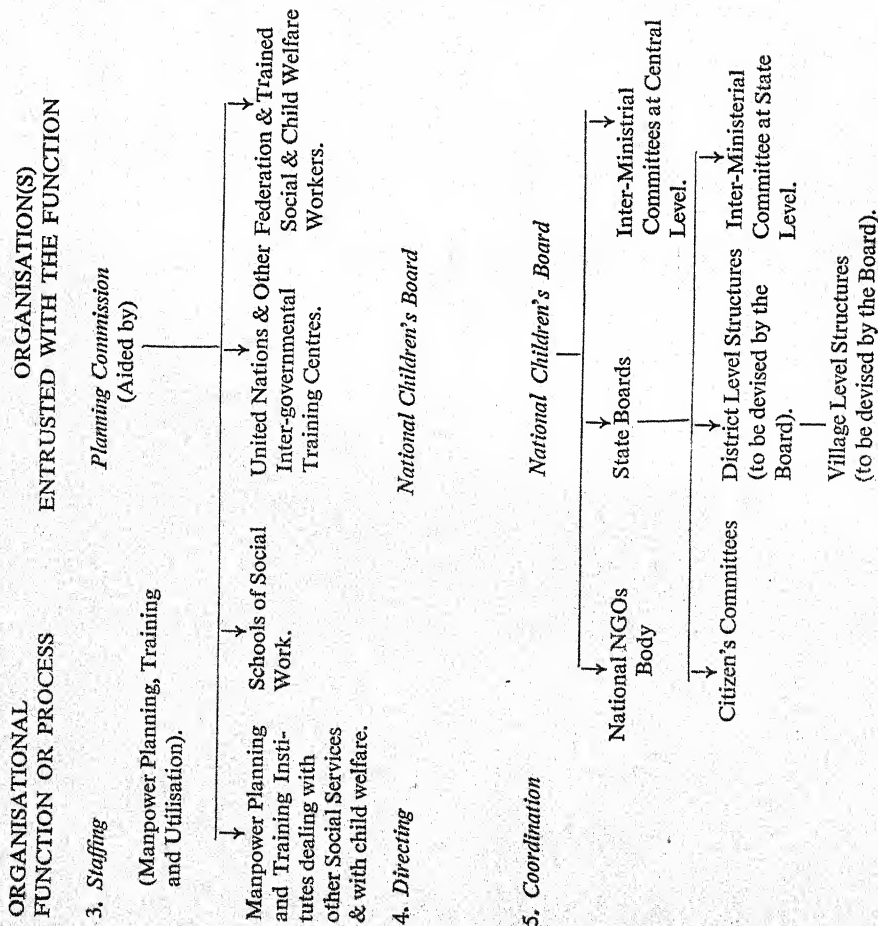 ORGANISATIONAL
FUNCTION OR PROCESS
ORGANISATION(S)
ENTRUSTED WITH THE FUNCTION
3. Staffing
(Manpower Planning, Training
and Utilisation).
Planning Commission
(Aided by)
Manpower Planning
and Training Insti-
tutes dealing with
other Social Services
& with child welfare.
Schools of Social
Work.
United Nations & Other
Inter-governmental
Training Centres.
Federation & Trained
Social & Child Welfare
Workers.
4. Directing
National Children's Board
5. Coordination
National Children's Board
National NGOs
Body
State Boards
Inter-Ministrial
Committees at Central
Level.
Citizen's Committees
District Level Structures
(to be devised by the
Board).
Inter-Ministerial
Committee at State
Level.
Village Level Structures
(to be devised by the Board).